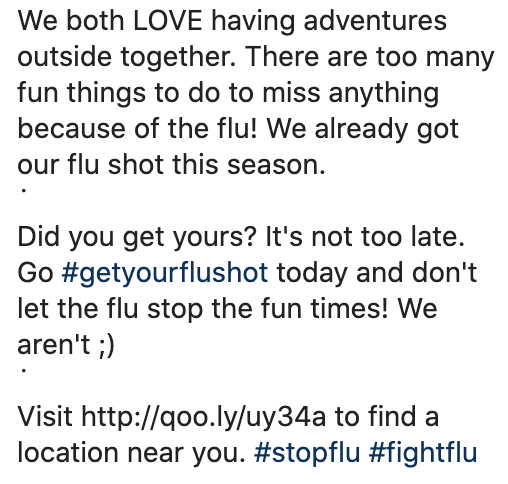 We both LOVE having adventures
outside together. There are too many
fun things to do to miss anything
because of the flu! We already got
our flu shot this season.
.
Did you get yours? It's not too late.
Go #getyourflushot today and don't
let the flu stop the fun times! We
aren't ;)
.
Visit http://qoo.ly/uy34a to find a
location near you. #stopflu #fightflu